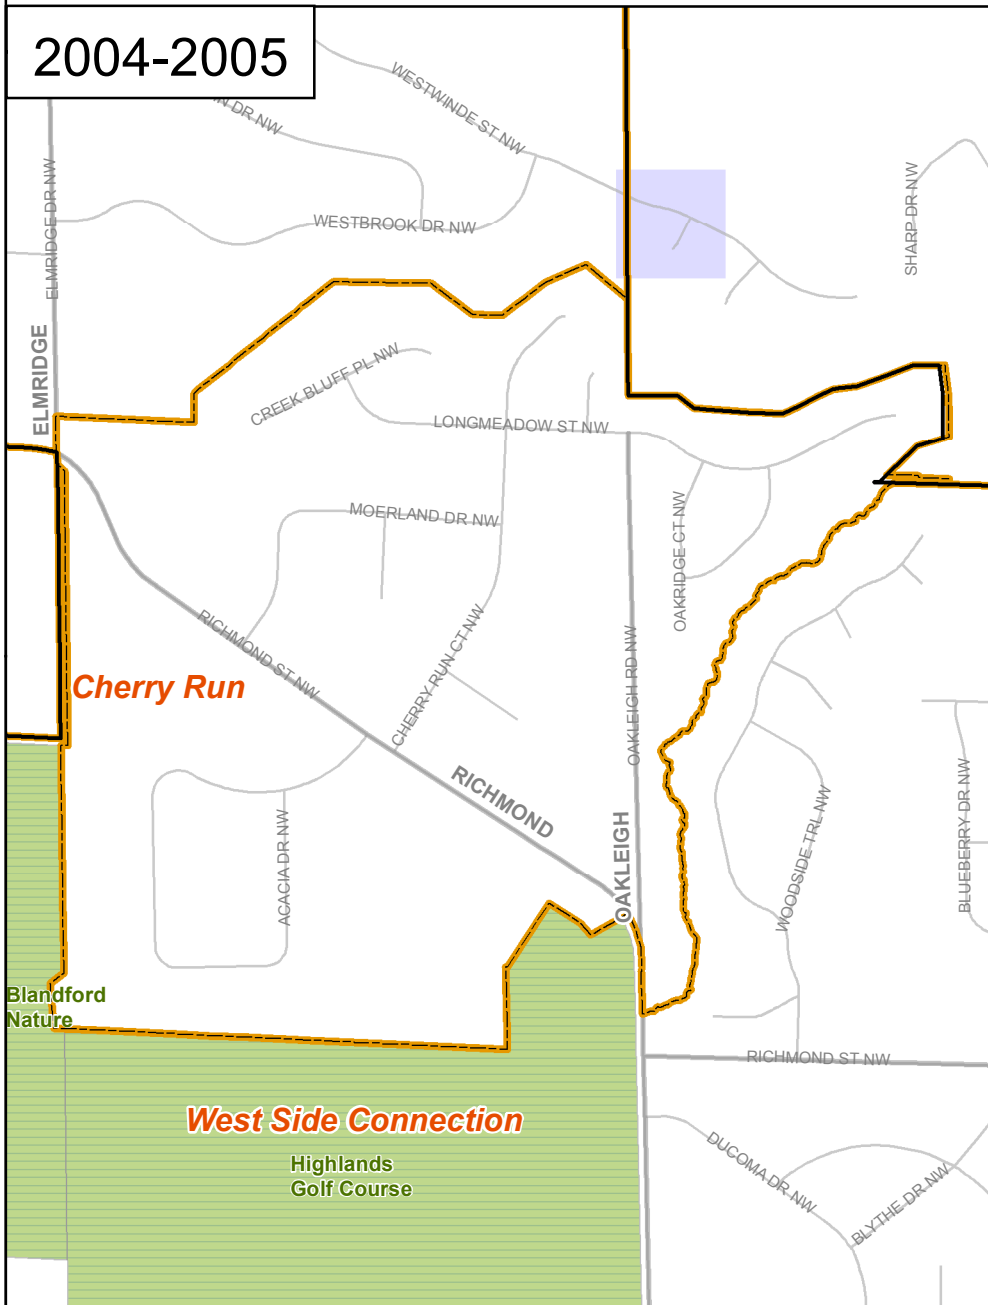 2004-2005
DR NW
WESTWINDE ST NW
ELMRIDGE DR NW
WESTBROOK DR NW
SHARP DR NW
ELMRIDGE
CREEK BLUFF PL NW
LONGMEADOW ST NW
MOERLAND DR NW
OAKRIDGE CT NW
RICHMOND ST NW
CHERRY RUN CT NW
OAKLEIGH RD NW
Cherry Run
RICHMOND
OAKLEIGH
ACACIA DR NW
WOODSIDE TRL NW
BLUEBERRY DR NW
Blandford
Nature
RICHMOND ST NW
West Side Connection
Highlands
Golf Course
DUCOMA DR NW
BLYTHE DR NW